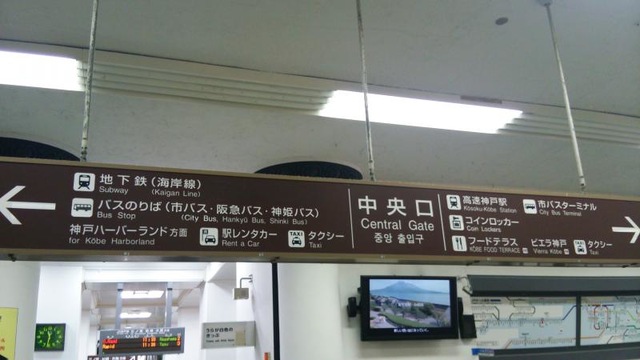 地下鉄(海岸線)
Subway (Kaigan Line)
バスのりば(市バス・阪急バス・神姫バス)
Bus Stop (City Bus, Hankyū Bus, Shinki Bus)
神戸ハーバーランド方面
for Kōbe Harborland
駅レンタカー
Rent a Car
タクシー
Taxi
中央口
Central Gate
중앙 출입구
高速神戸駅
Kōsoku-Kōbe Station
市バスターミナル
City Bus Terminal
コインロッカー
Coin Lockers
フードテラス
KOBE FOOD TERRACE
ピエラ神戸
Vierra Kōbe
タクシー
Taxi